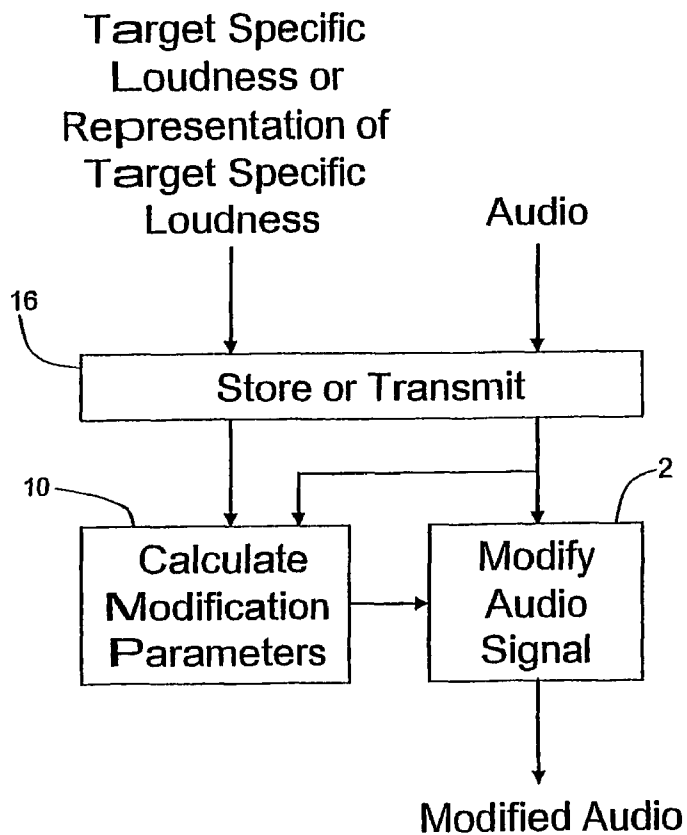 Target Specific
Loudness or
Representation of
Target Specific
Loudness
Audio
16
Store or Transmit
10
2
Calculate
Modification
Parameters
Modify
Audio
Signal
Modified Audio